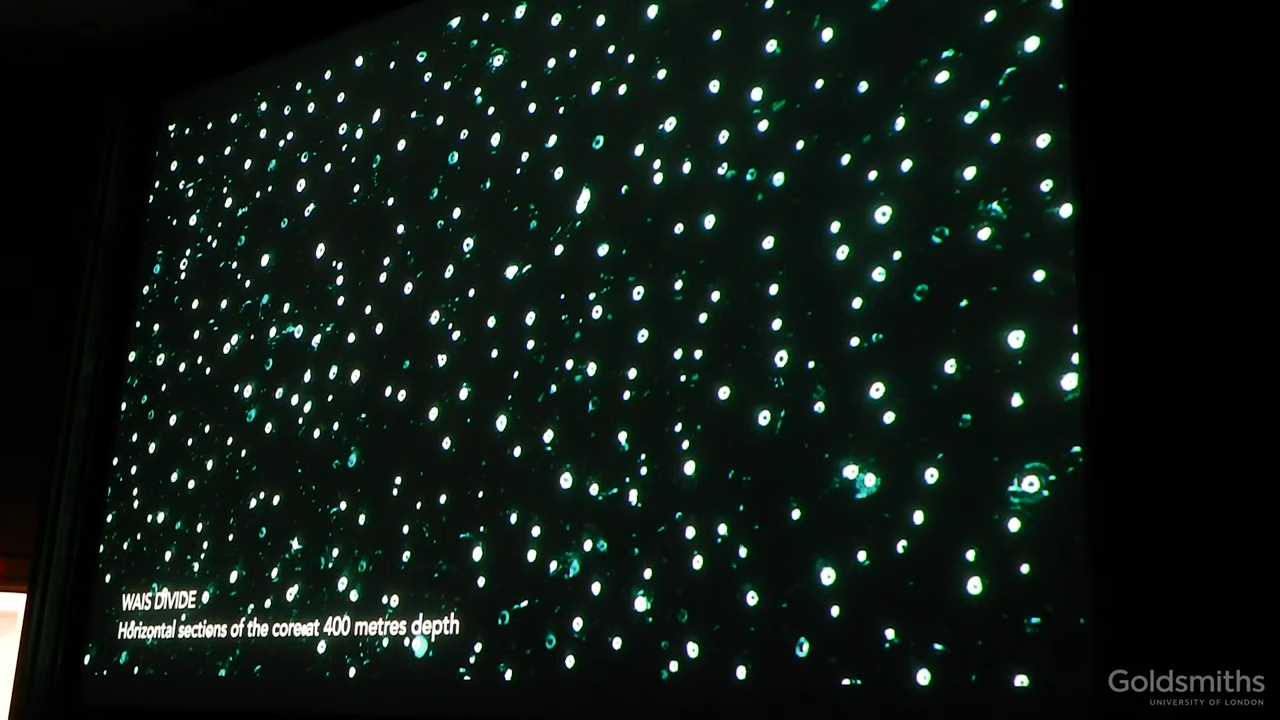 WAIS DIVIDE
Horizontal sections of the core at 400 metres depth
Goldsmiths
UNIVERSITY OF LONDON